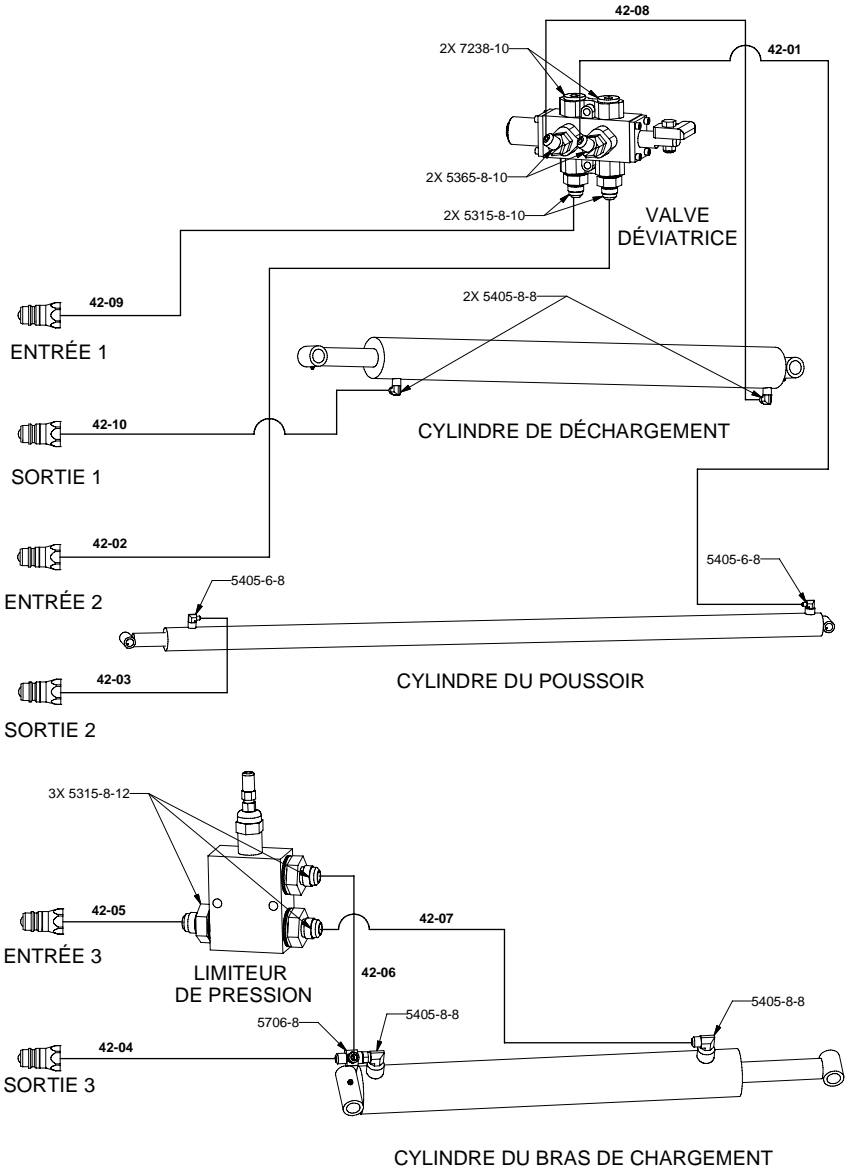 42-08
2X 7238-10
42-01
2X 5365-8-10
2X 5315-8-10
VALVE
DÉVIATRICE
42-09
2X 5405-8-8
ENTRÉE 1
42-10
CYLINDRE DE DÉCHARGEMENT
SORTIE 1
42-02
5405-6-8
5405-6-8
ENTRÉE 2
42-03
CYLINDRE DU POUSSOIR
SORTIE 2
3X 5315-8-12
42-05
42-07
ENTRÉE 3
LIMITEUR
DE PRESSION
42-06
5706-8
5405-8-8
5405-8-8
42-04
SORTIE 3
CYLINDRE DU BRAS DE CHARGEMENT